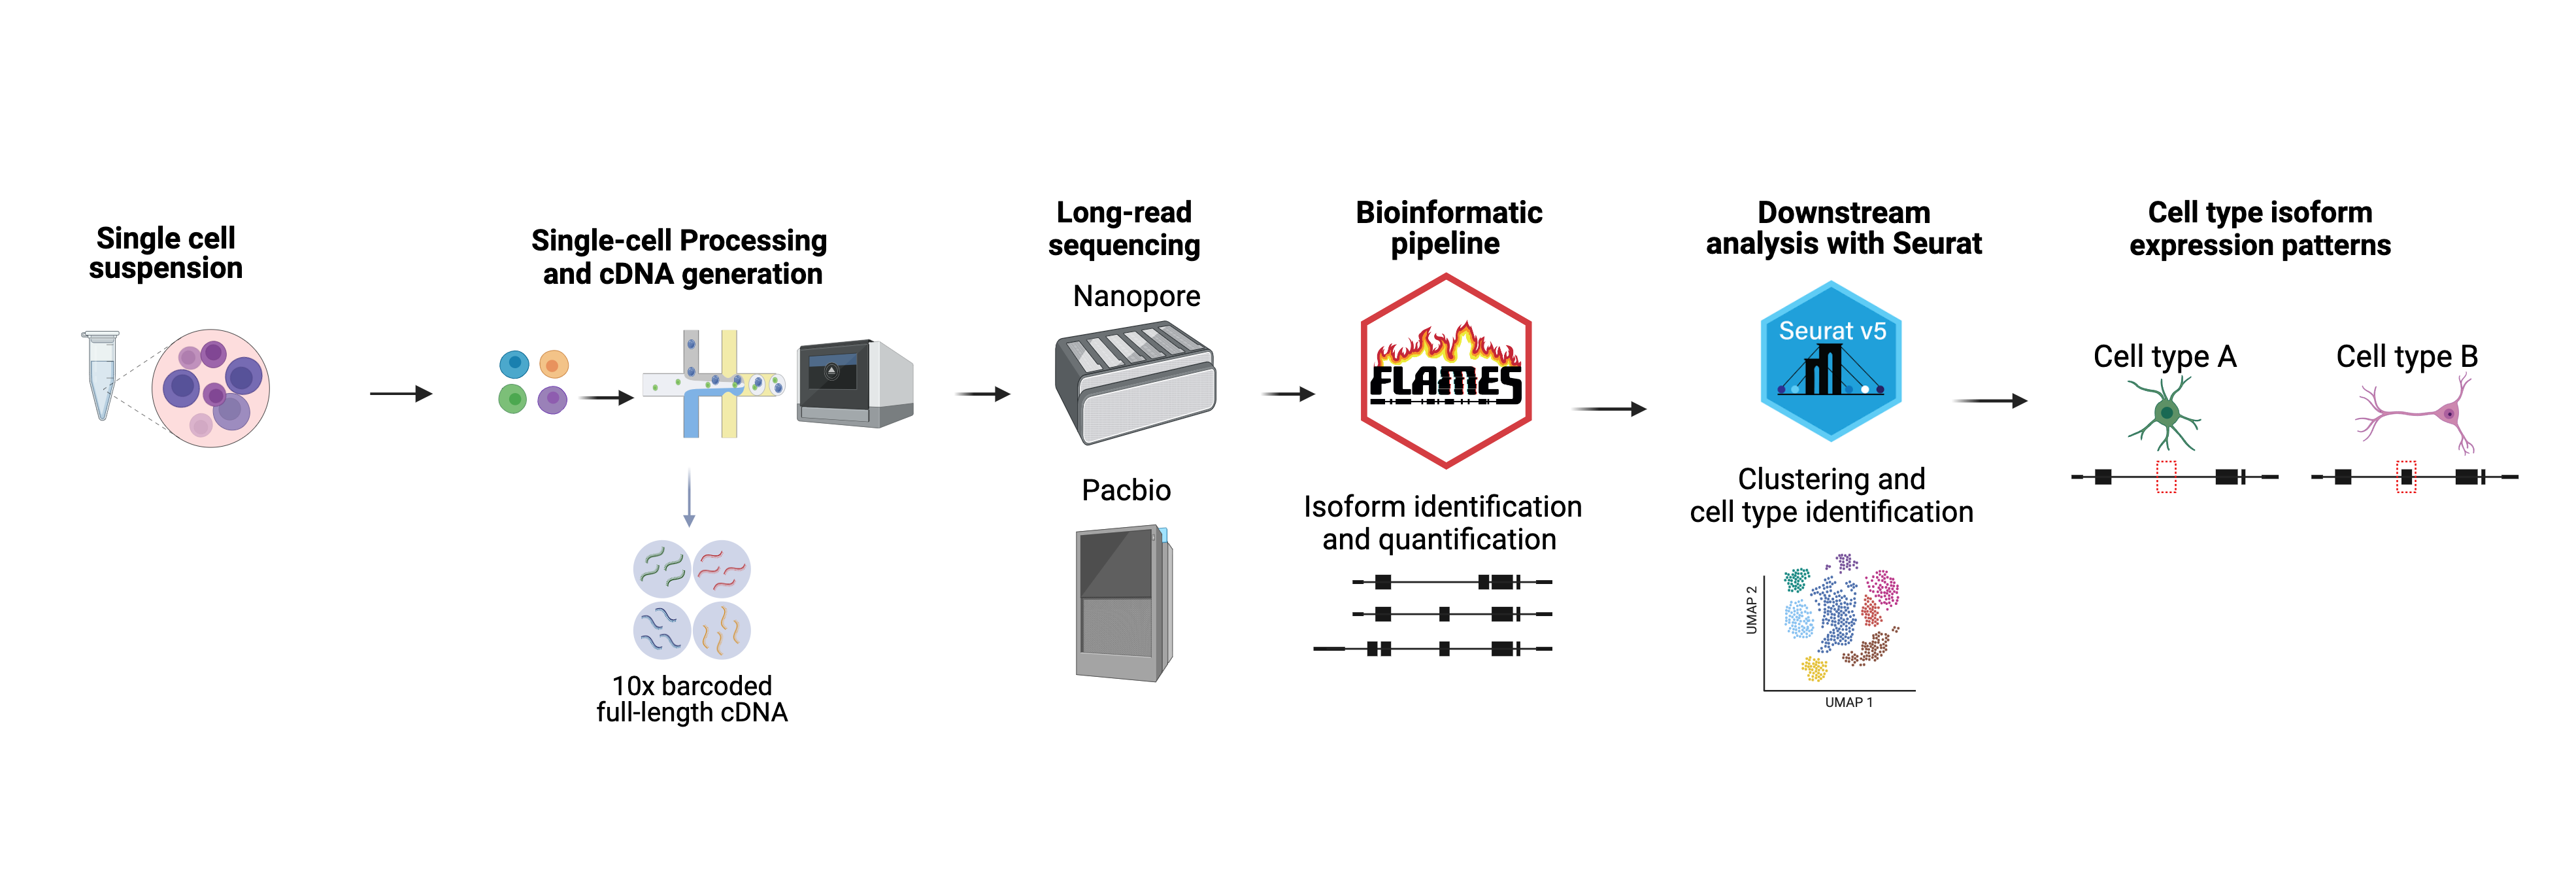 Single cell
suspension
Single-cell Processing
and cDNA generation
10x barcoded
full-length cDNA
Long-read
sequencing
Nanopore
Pacbio
Bioinformatic
pipeline
FLAMES
Isoform identification
and quantification
Downstream
analysis with Seurat
Seurat v5
Clustering and
cell type identification
UMAP 2
UMAP 1
Cell type isoform
expression patterns
Cell type A
Cell type B